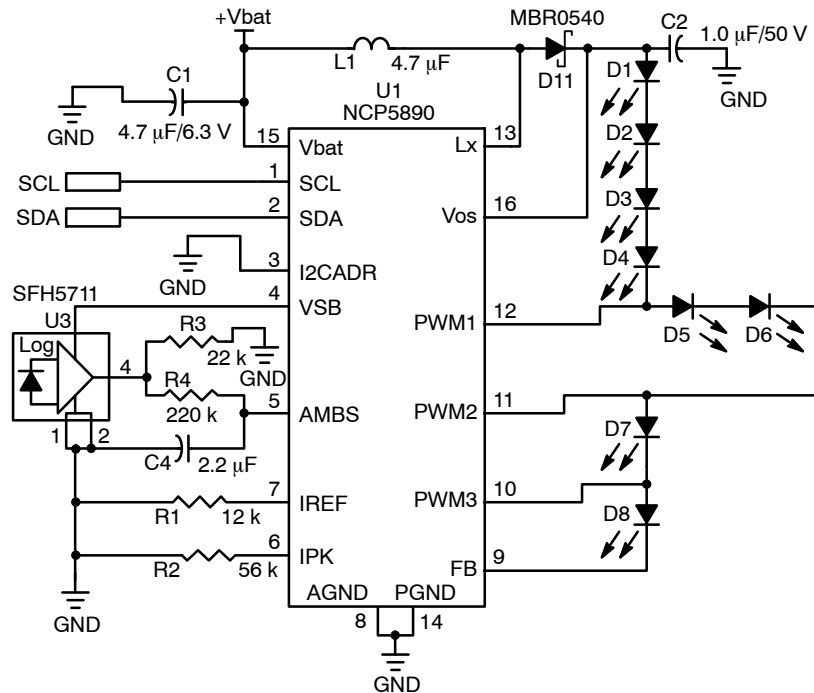 +Vbat
MBR0540
C2
1.0 μF/50 V
L1
4.7 μF
D11
D1
GND
C1
U1
NCP5890
GND
4.7 μF/6.3 V
15
Vbat
Lx
13
D2
SCL
1
SCL
SDA
2
SDA
Vos
16
D3
GND
3
I2CADR
D4
SFH5711
4
VSB
U3
R3
PWM1
12
D5
D6
Log
22 k
GND
4
R4
220 k
5
AMBS
PWM2
11
1
2
D7
C4
2.2 μF
7
IREF
PWM3
10
R1
12 k
D8
6
IPK
FB
9
R2
56 k
GND
AGND
PGND
8
14
GND